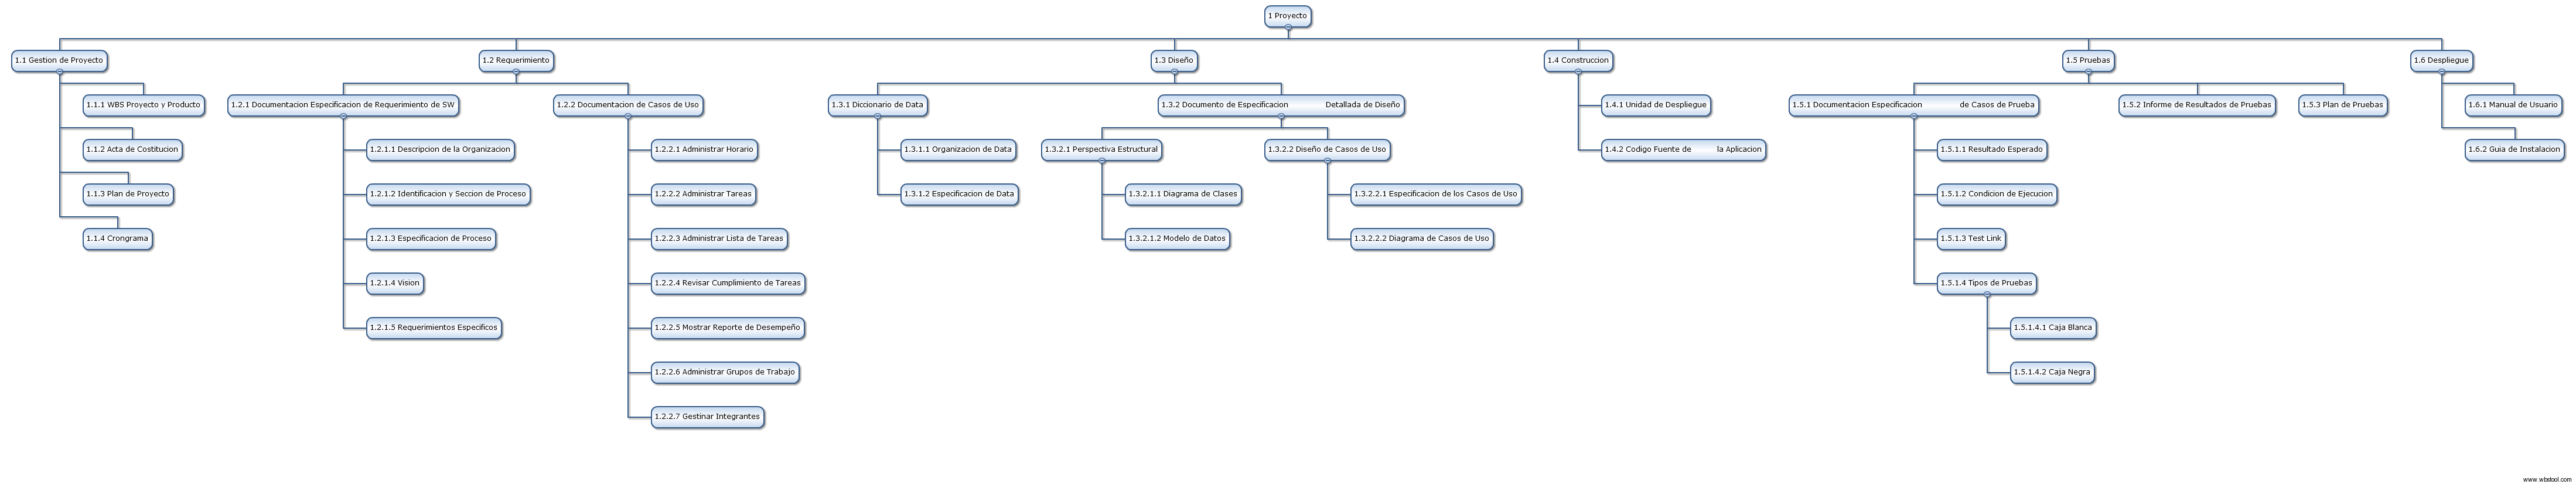 1 Proyecto
1.1 Gestion de Proyecto
1.2 Requerimiento
1.3 Diseño
1.4 Construccion
1.5 Pruebas
1.6 Despliegue
1.1.1 WBS Proyecto y Producto
1.2.1 Documentacion Especificacion de Requerimiento de SW
1.2.2 Documentacion de Casos de Uso
1.3.1 Diccionario de Data
1.3.2 Documento de Especificacion Detallada de Diseño
1.4.1 Unidad de Despliegue
1.5.1 Documentacion Especificacion de Casos de Prueba
1.5.2 Informe de Resultados de Pruebas
1.5.3 Plan de Pruebas
1.6.1 Manual de Usuario
1.1.2 Acta de Costitucion
1.2.1.1 Descripcion de la Organizacion
1.2.2.1 Administrar Horario
1.3.1.1 Organizacion de Data
1.3.2.1 Perspectiva Estructural
1.3.2.2 Diseño de Casos de Uso
1.4.2 Codigo Fuente de la Aplicacion
1.5.1.1 Resultado Esperado
1.6.2 Guia de Instalacion
1.1.3 Plan de Proyecto
1.2.1.2 Identificacion y Seccion de Proceso
1.2.2.2 Administrar Tareas
1.3.1.2 Especificacion de Data
1.3.2.1.1 Diagrama de Clases
1.3.2.2.1 Especificacion de los Casos de Uso
1.5.1.2 Condicion de Ejecucion
1.1.4 Crongrama
1.2.1.3 Especificacion de Proceso
1.2.2.3 Administrar Lista de Tareas
1.3.2.1.2 Modelo de Datos
1.3.2.2.2 Diagrama de Casos de Uso
1.5.1.3 Test Link
1.2.1.4 Vision
1.2.2.4 Revisar Cumplimiento de Tareas
1.5.1.4 Tipos de Pruebas
1.2.1.5 Requerimientos Especificos
1.2.2.5 Mostrar Reporte de Desempeño
1.5.1.4.1 Caja Blanca
1.2.2.6 Administrar Grupos de Trabajo
1.5.1.4.2 Caja Negra
1.2.2.7 Gestinar Integrantes
www.wbstool.com